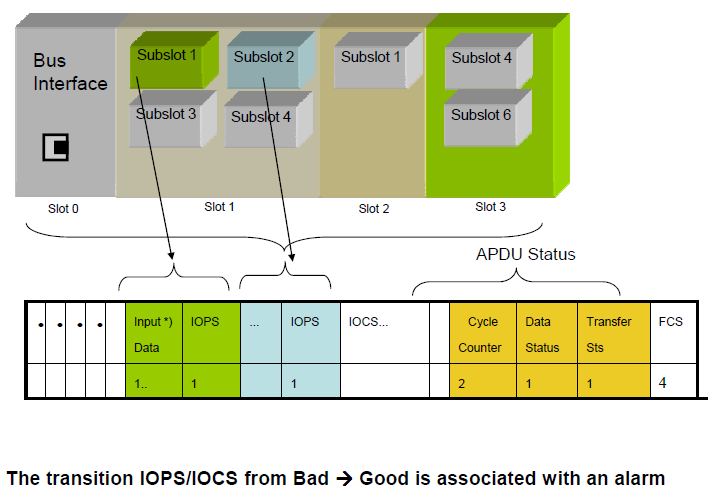 Bus
Interface
Subslot 1
Subslot 2
Subslot 1
Subslot 4
Subslot 3
Subslot 4
Subslot 6
Slot 0
Slot 1
Slot 2
Slot 3
APDU Status
• • • •
Input *)
Data
IOPS
...
IOPS
IOCS...
Cycle
Counter
Data
Status
Transfer
Sts
FCS
1..
1
1
2
1
1
4
The transition IOPS/IOCS from Bad → Good is associated with an alarm